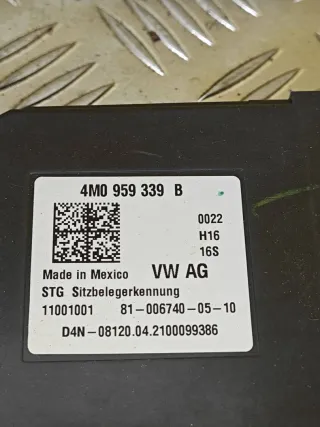 4M0 959 339 B
0022
H16
16S
Made in Mexico VW AG
STG Sitzbelegerkennung
11001001 81-006740-05-10
D4N-08120.04.2100099386